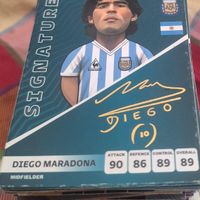 SIGNATURE
DIEGO
(10)
DIEGO MARADONA
MIDFIELDER
ATTACK DEFENCE CONTROL OVERALL
90 86 89 89